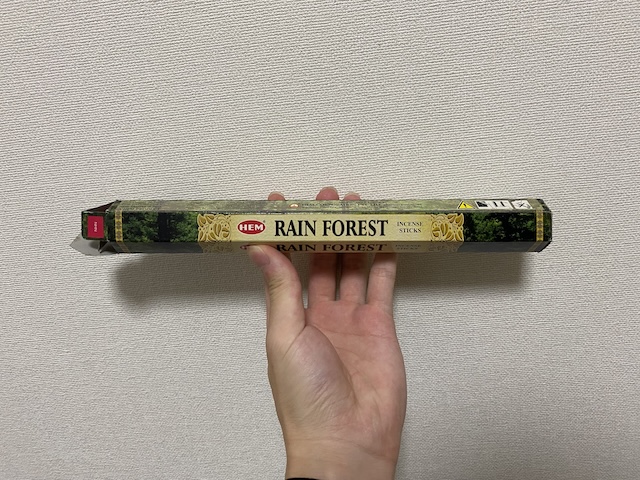 HEM
RAIN FOREST
INCENSE
STICKS
RAIN FOREST